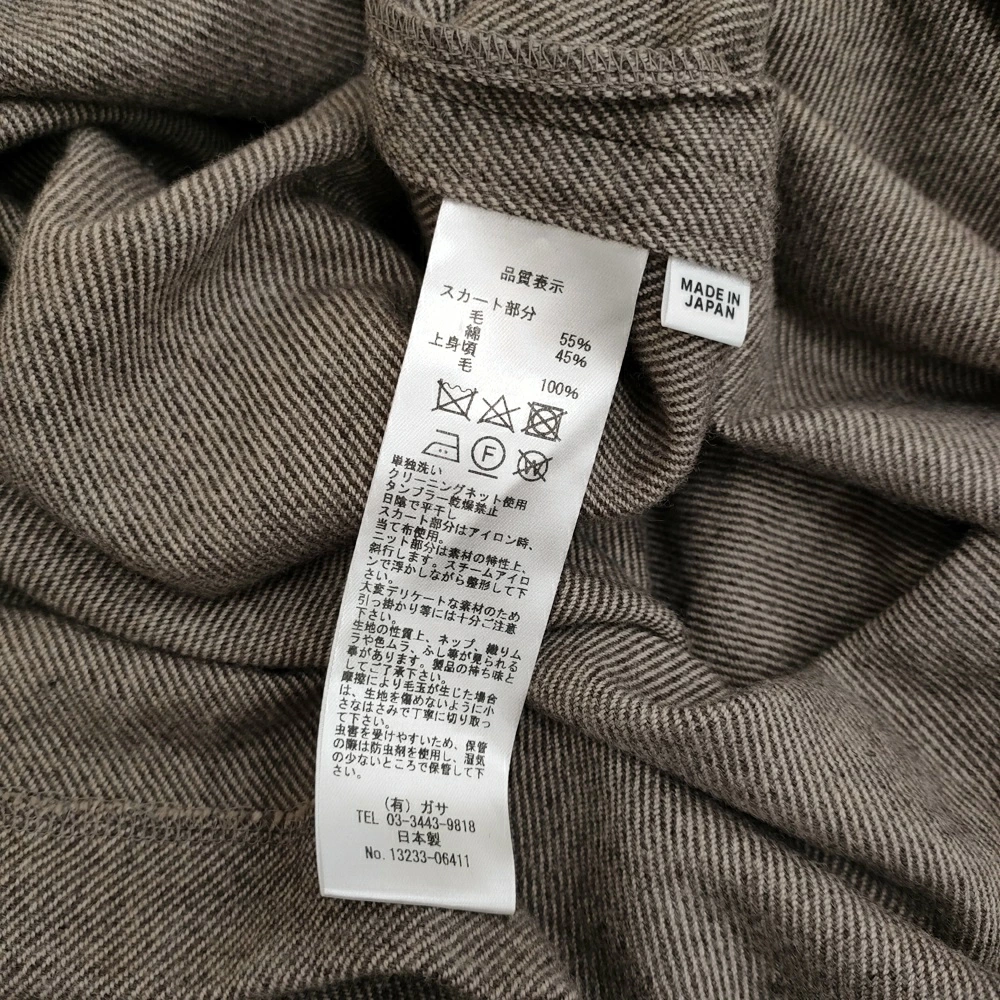 品質表示
スカート部分
毛 55%
綿 45%
上身頃
毛 100%
F
W
単独洗い
クリーニングネット使用
タンブラー乾燥禁止
日陰で平干し
スカート部分はアイロン時、
当て布使用。
ニット部分は素材の特性上、
斜行します。スチームアイロ
ンで浮かしながら整形して下
さい。
大変デリケートな素材のため
引っ掛かり等には十分ご注意
下さい。
生地の性質上、ネップ、織りム
ラや色ムラ、ふし等が見られる
事があります。製品の持ち味と
してご了承下さい。
摩擦により毛玉が生じた場合
は、生地を傷めないように小
さなはさみで丁寧に切り取っ
て下さい。
虫害を受けやすいため、保管
の際は防虫剤を使用し、湿気
の少ないところで保管して下
さい。
(有) ガサ
TEL 03-3443-9818
日本製
No. 13233-06411
MADE IN
JAPAN